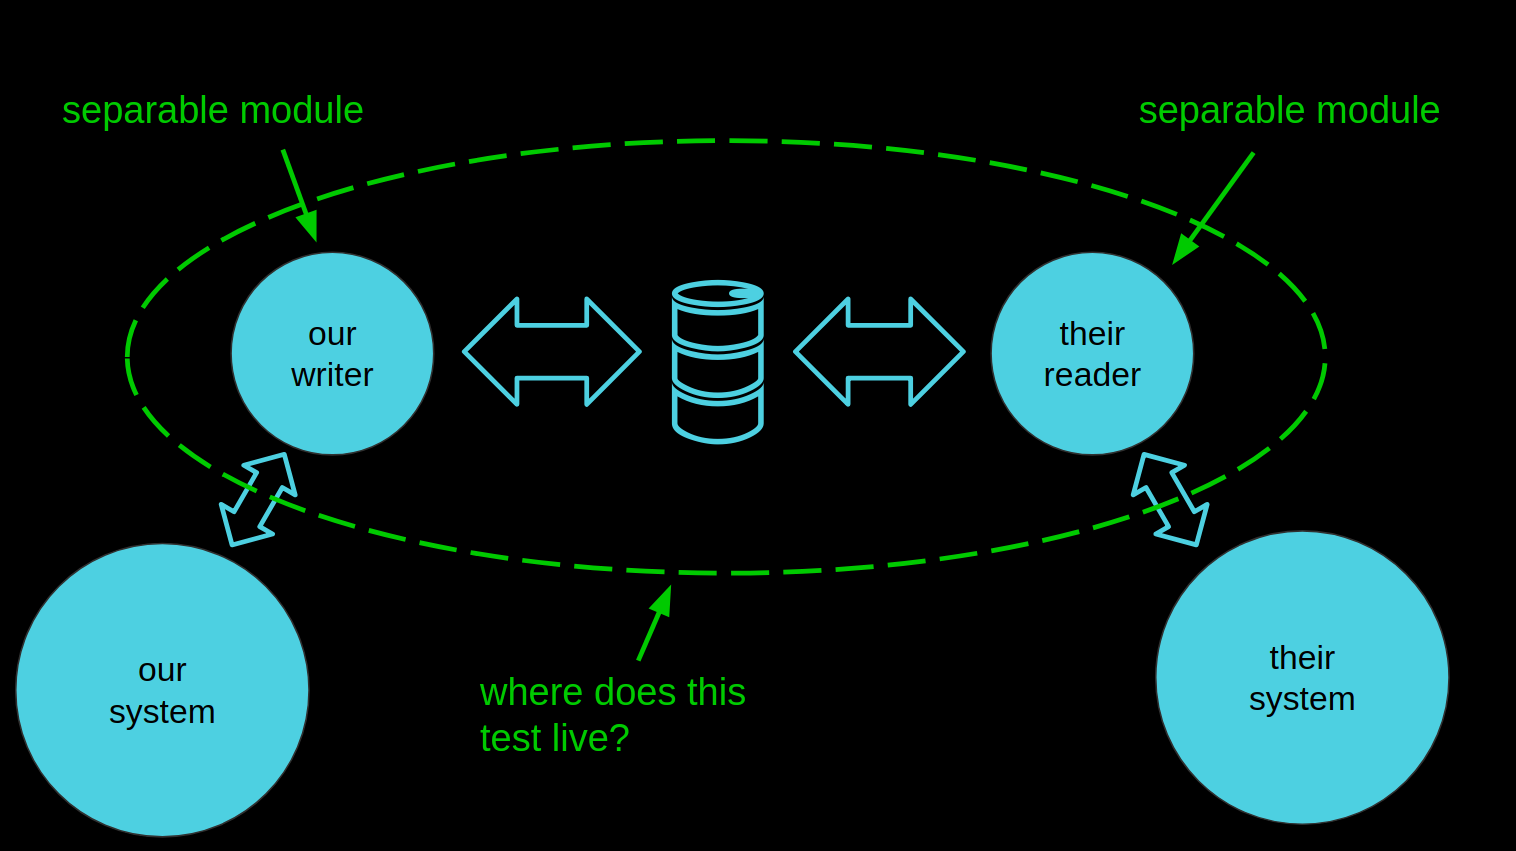 separable module
separable module
our
writer
their
reader
our
system
their
system
where does this
test live?